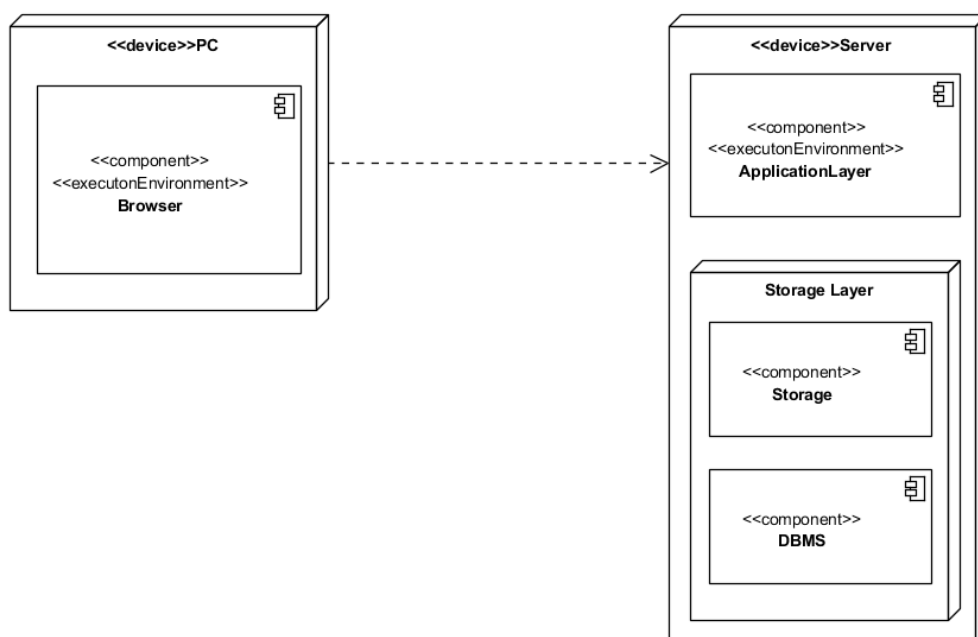 <<device>>PC
<<component>>
<<executonEnvironment>>
Browser
<<device>>Server
<<component>>
<<executonEnvironment>>
ApplicationLayer
Storage Layer
<<component>>
Storage
<<component>>
DBMS